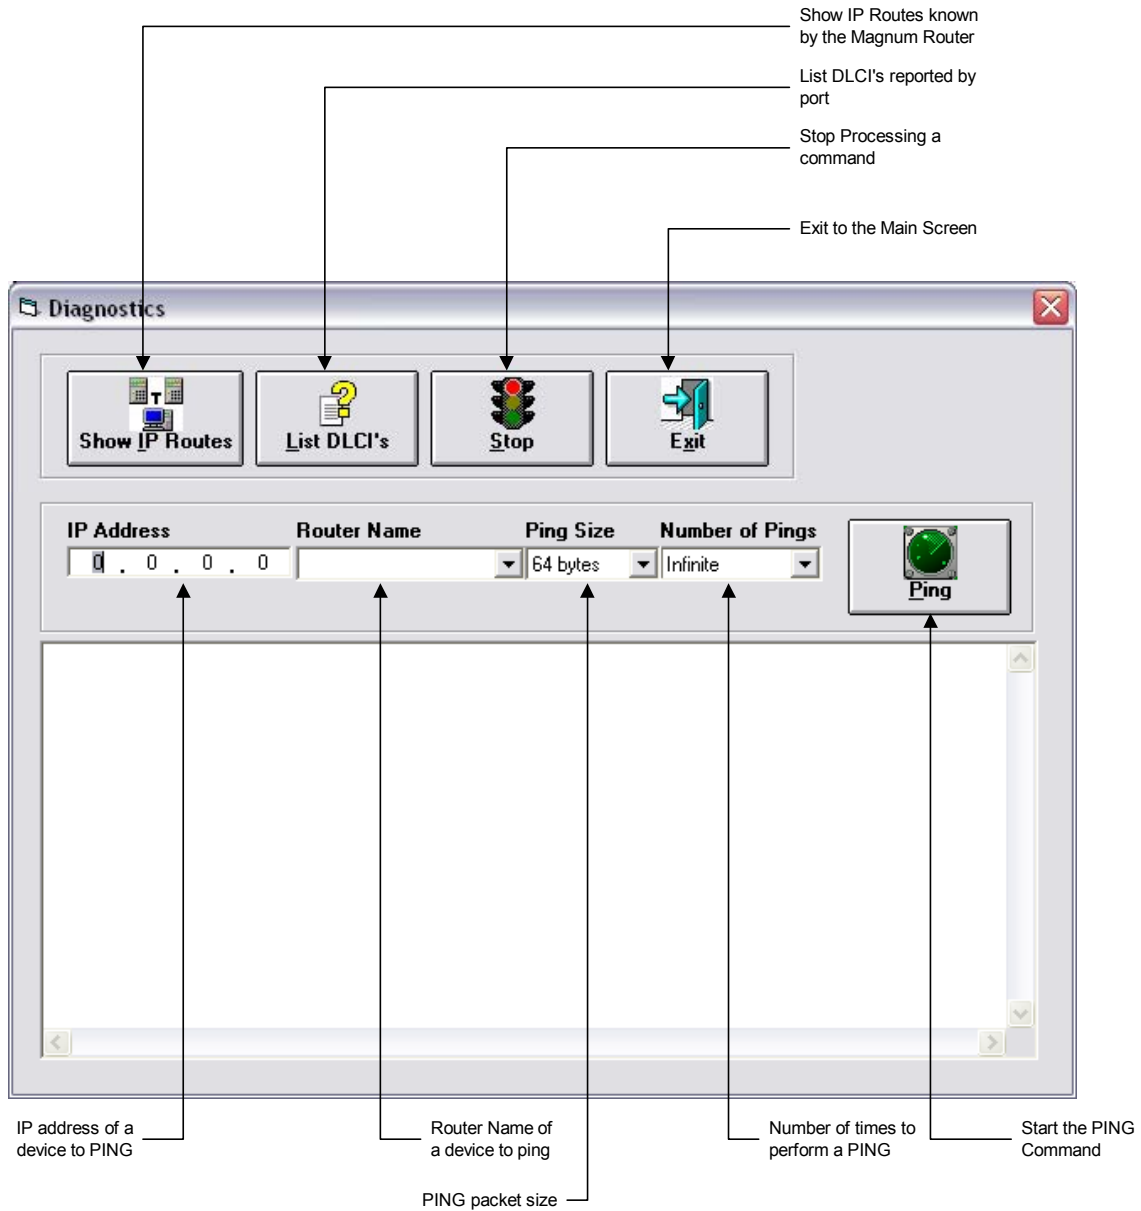 Show IP Routes known
by the Magnum Router
List DLCI's reported by
port
Stop Processing a
command
Exit to the Main Screen
Diagnostics
Show IP Routes
List DLCI's
Stop
Exit
IP Address
Router Name
Ping Size
Number of Pings
0 . 0 . 0 . 0
64 bytes
Infinite
Ping
IP address of a
device to PING
Router Name of
a device to ping
Number of times to
perform a PING
Start the PING
Command
PING packet size